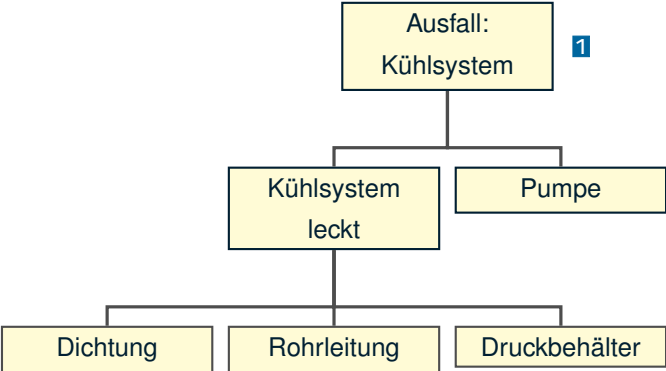 Ausfall:
Kühlsystem
1
Kühlsystem
leckt
Pumpe
Dichtung
Rohrleitung
Druckbehälter